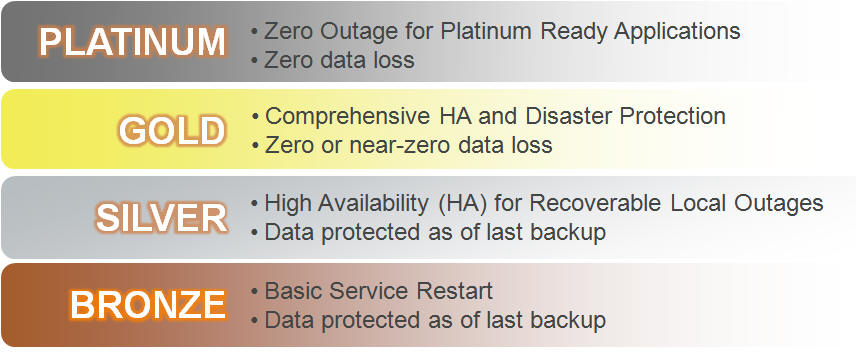 PLATINUM
• Zero Outage for Platinum Ready Applications
• Zero data loss
GOLD
• Comprehensive HA and Disaster Protection
• Zero or near-zero data loss
SILVER
• High Availability (HA) for Recoverable Local Outages
• Data protected as of last backup
BRONZE
• Basic Service Restart
• Data protected as of last backup